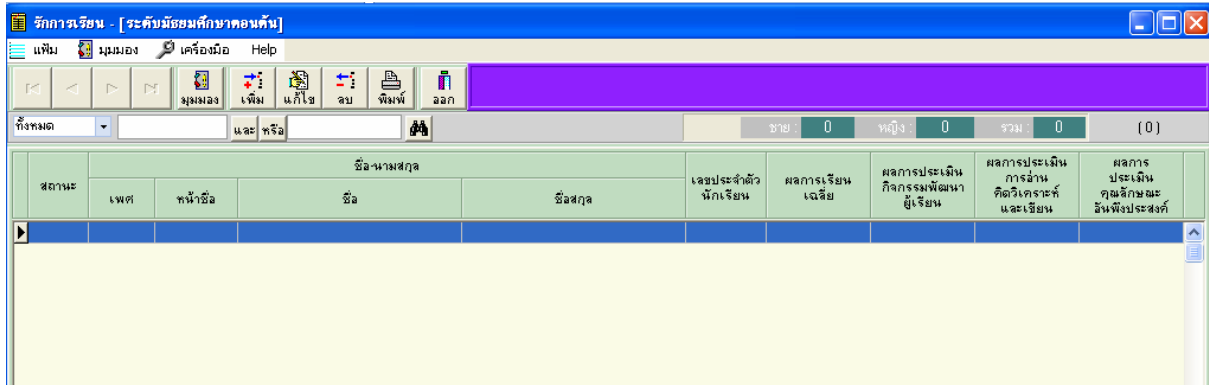 รักการเรียน - [ระดับมัธยมศึกษาตอนต้น]
แฟ้ม มุมมอง เครื่องมือ Help
มุมมอง เพิ่ม แก้ไข ลบ พิมพ์ ออก
ทั้งหมด และ หรือ ชาย : 0 หญิง : 0 รวม : 0 (0)
สถานะ
ชื่อ-นามสกุล
เพศ หน้าชื่อ ชื่อ ชื่อสกุล
เลขประจำตัว
นักเรียน
ผลการเรียน
เฉลี่ย
ผลการประเมิน
กิจกรรมพัฒนา
ผู้เรียน
ผลการประเมิน
การอ่าน
คิดวิเคราะห์
และเขียน
ผลการ
ประเมิน
คุณลักษณะ
อันพึงประสงค์